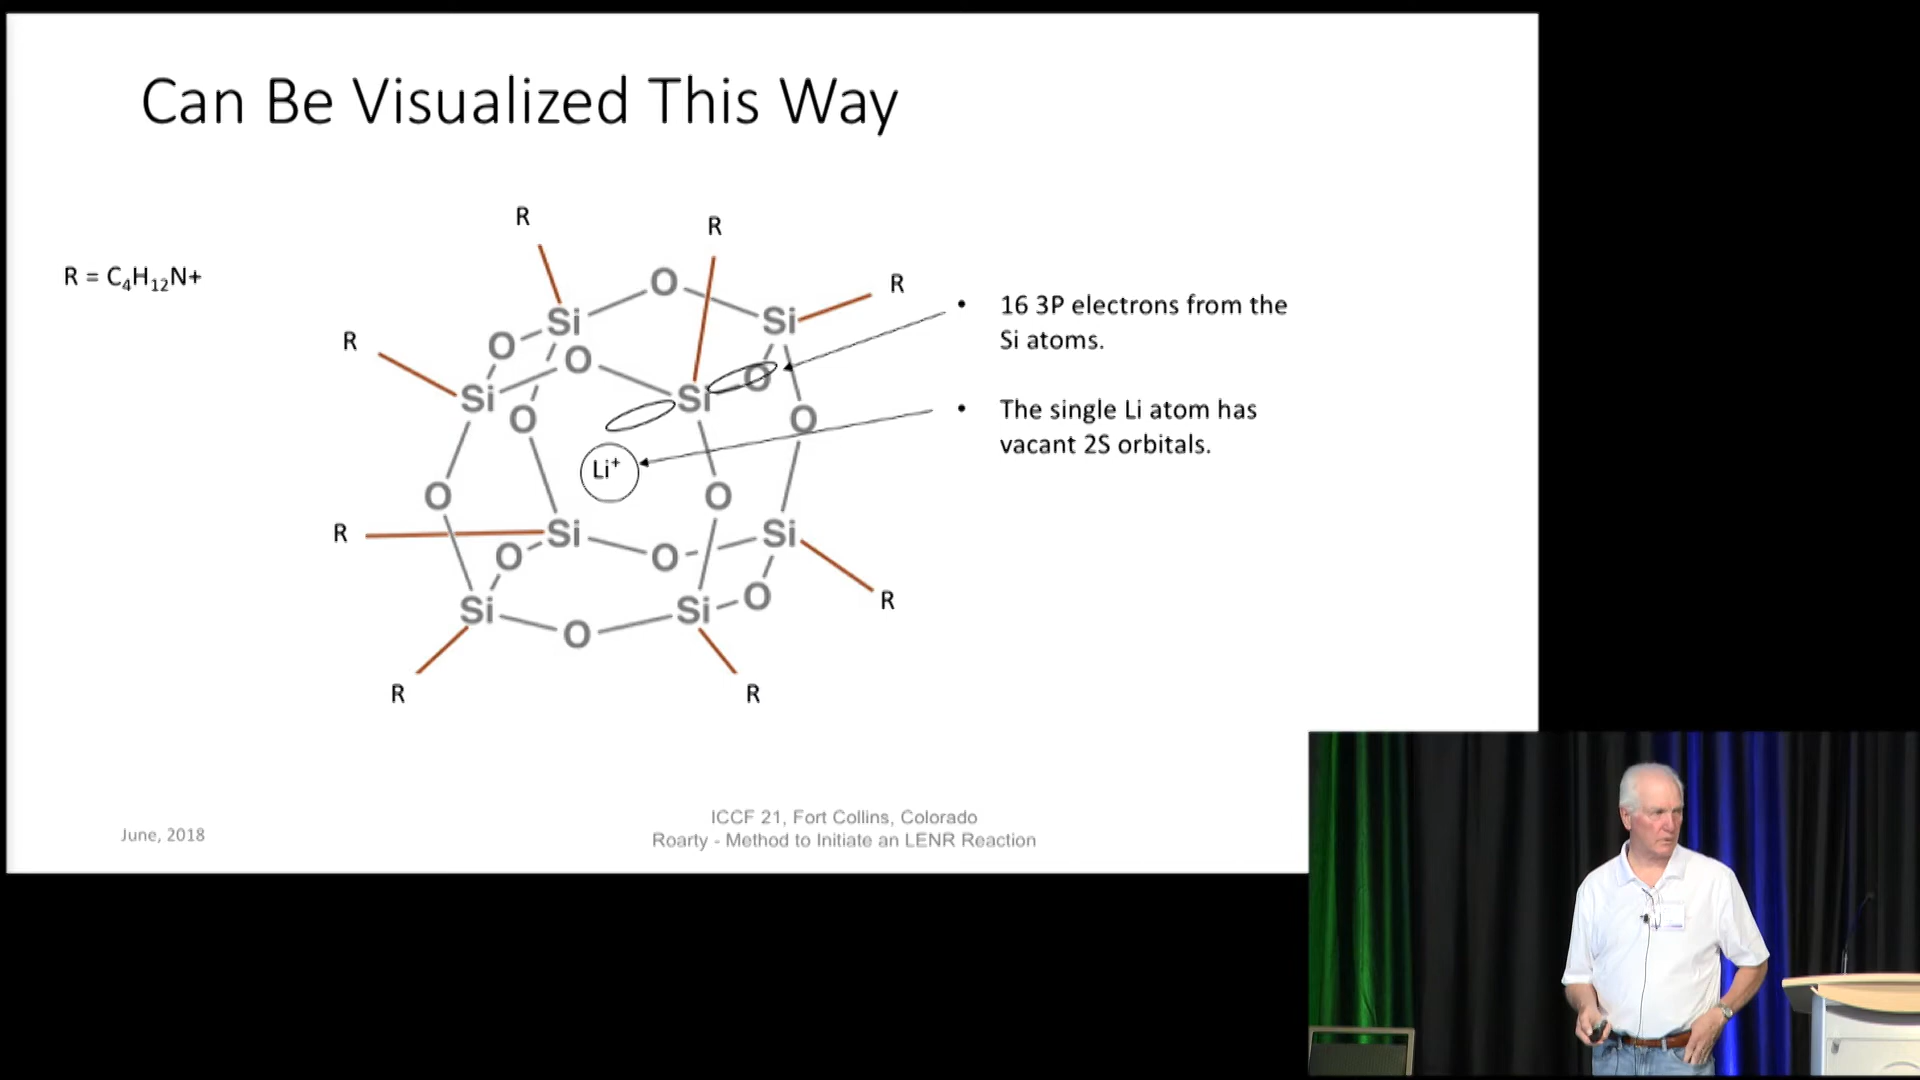 Can Be Visualized This Way
R = C₄H₁₂N+
R
R
R
R
O
Si
Si
O
O
Si
Si
O
O
O
Li⁺
O
O
R
Si
Si
O
O
R
Si
Si
O
O
R
R
• 16 3P electrons from the
Si atoms.
• The single Li atom has
vacant 2S orbitals.
June, 2018
ICCF 21, Fort Collins, Colorado
Roarty - Method to Initiate an LENR Reaction